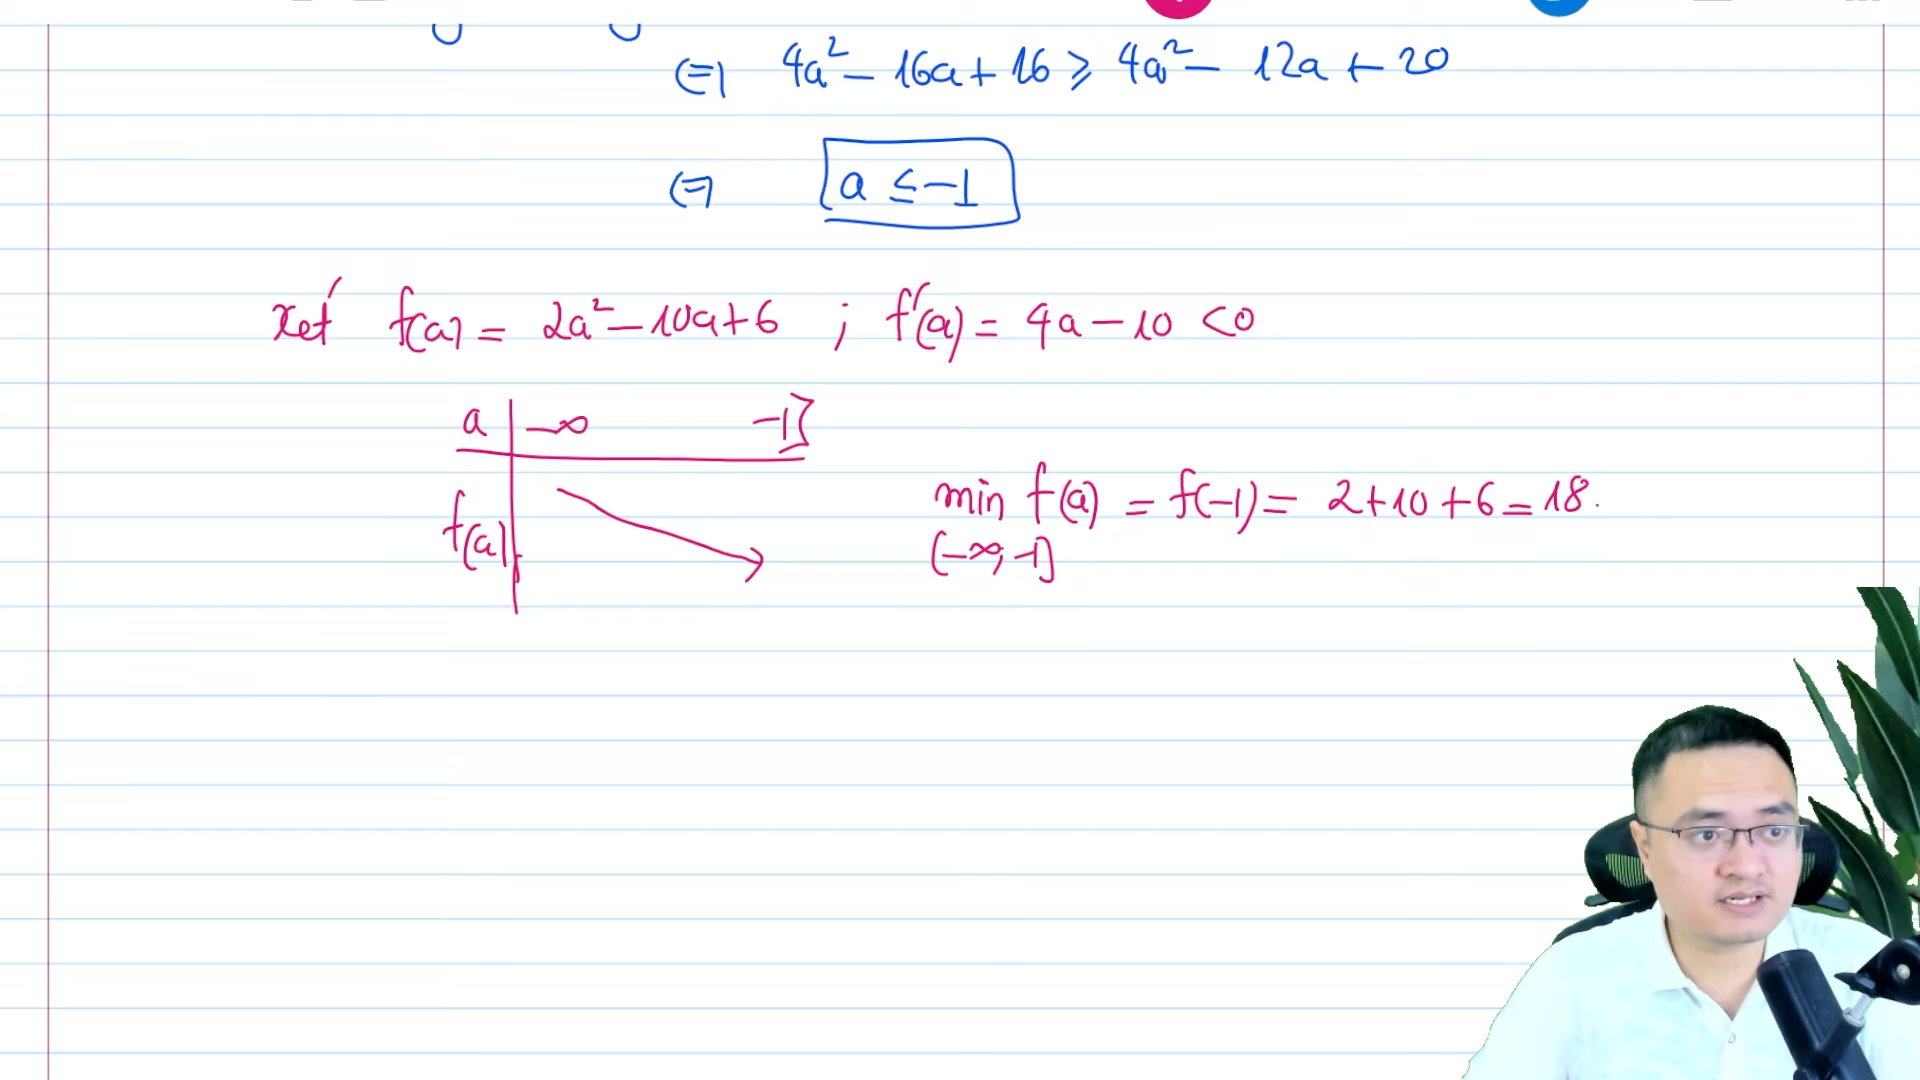 ⇔ 4a² - 16a + 16 ≥ 4a² - 12a + 20
⇔ a ≤ -1
xét f(a) = 2a² - 10a + 6 ; f'(a) = 4a - 10 < 0
a -∞ -1]
f(a)
min f(a) = f(-1) = 2 + 10 + 6 = 18.
(-∞; -1]